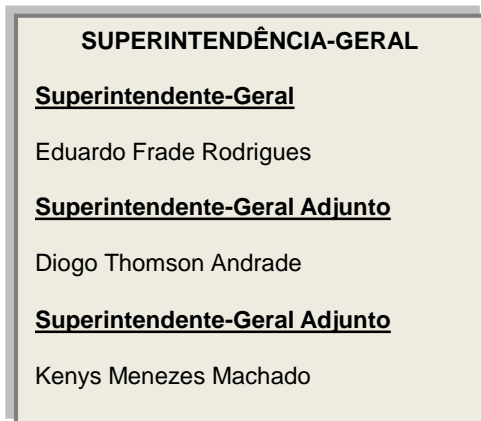 SUPERINTENDÊNCIA-GERAL
Superintendente-Geral
Eduardo Frade Rodrigues
Superintendente-Geral Adjunto
Diogo Thomson Andrade
Superintendente-Geral Adjunto
Kenys Menezes Machado